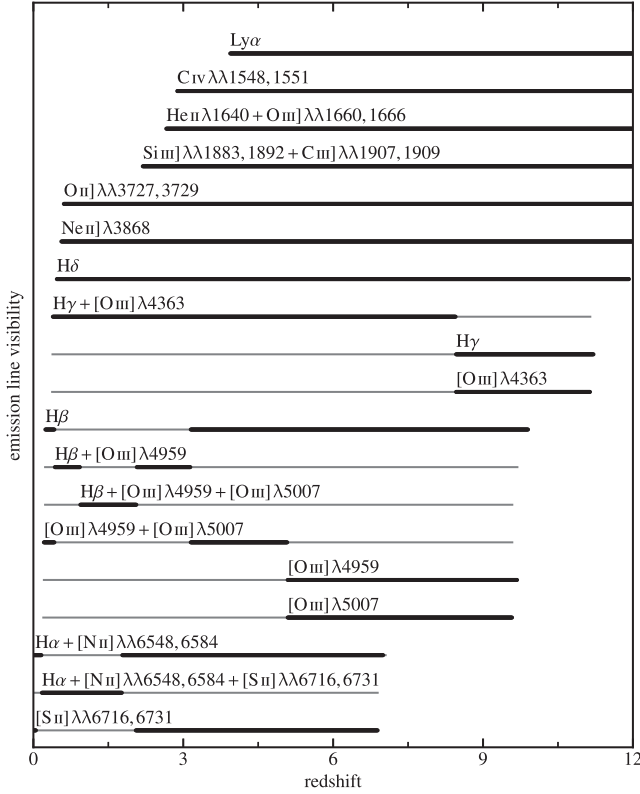 Lyα
C IV λλ1548, 1551
He II λ1640 + O III] λλ1660, 1666
Si III] λλ1883, 1892 + C III] λλ1907, 1909
O II] λλ3727, 3729
Ne II] λ3868
Hδ
Hγ + [O III] λ4363
Hγ
[O III] λ4363
Hβ
Hβ + [O III] λ4959
Hβ + [O III] λ4959 + [O III] λ5007
[O III] λ4959 + [O III] λ5007
[O III] λ4959
[O III] λ5007
Hα + [N II] λλ6548, 6584
Hα + [N II] λλ6548, 6584 + [S II] λλ6716, 6731
[S II] λλ6716, 6731
emission line visibility
0 3 6 9 12
redshift